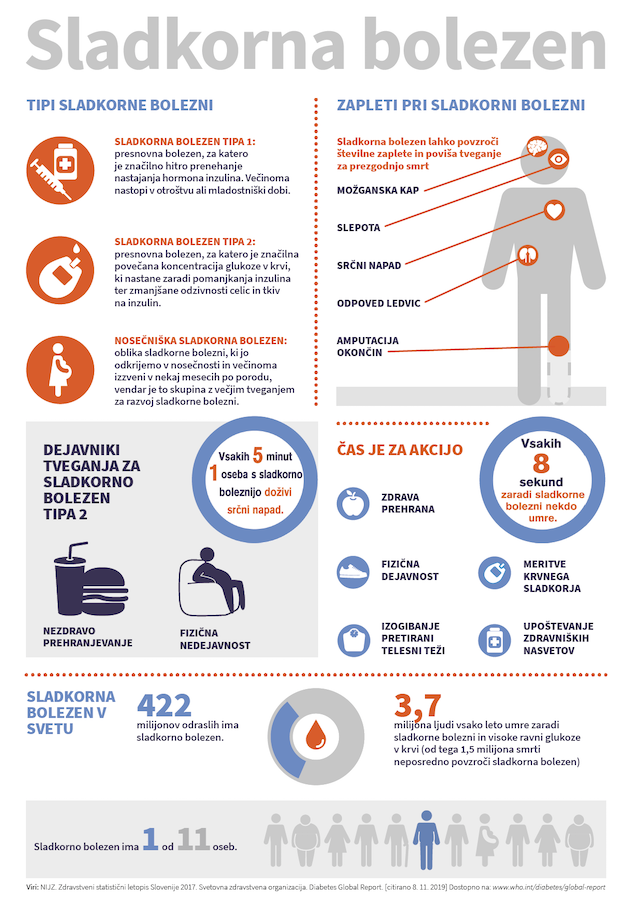 Sladkorna bolezen
TIPI SLADKORNE BOLEZNI
SLADKORNA BOLEZEN TIPA 1:
presnovna bolezen, za katero
je značilno hitro prenehanje
nastajanja hormona inzulina. Večinoma
nastopi v otroštvu ali mladostniški dobi.
SLADKORNA BOLEZEN TIPA 2:
presnovna bolezen, za katero je značilna
povečana koncentracija glukoze v krvi,
ki nastane zaradi pomanjkanja inzulina
ter zmanjšane odzivnosti celic in tkiv
na inzulin.
NOSEČNIŠKA SLADKORNA BOLEZEN:
oblika sladkorne bolezni, ki jo
odkrijemo v nosečnosti in večinoma
izzveni v nekaj mesecih po porodu,
vendar je to skupina z večjim tveganjem
za razvoj sladkorne bolezni.
ZAPLETI PRI SLADKORNI BOLEZNI
Sladkorna bolezen lahko povzroči
številne zaplete in poviša tveganje
za prezgodnjo smrt
MOŽGANSKA KAP
SLEPOTA
SRČNI NAPAD
ODPOVED LEDVIC
AMPUTACIJA
OKONČIN
DEJAVNIKI
TVEGANJA ZA
SLADKORNO
BOLEZEN
TIPA 2
Vsakih 5 minut
1 oseba s sladkorno
boleznijo doživi
srčni napad.
NEZDRAVO
PREHRANJEVANJE
FIZIČNA
NEDEJAVNOST
ČAS JE ZA AKCIJO
Vsakih
8
sekund
zaradi sladkorne
bolezni nekdo
umre.
ZDRAVA
PREHRANA
FIZIČNA
DEJAVNOST
MERITVE
KRVNEGA
SLADKORJA
IZOGIBANJE
PRETIRANI
TELESNI TEŽI
UPOŠTEVANJE
ZDRAVNIŠKIH
NASVETOV
SLADKORNA
BOLEZEN V
SVETU
422
milijonov odraslih ima
sladkorno bolezen.
3,7
milijona ljudi vsako leto umre zaradi
sladkorne bolezni in visoke ravni glukoze
v krvi (od tega 1,5 milijona smrti
neposredno povzroči sladkorna bolezen)
Sladkorno bolezen ima 1 od 11 oseb.
Viri: NIJZ. Zdravstveni statistični letopis Slovenije 2017. Svetovna zdravstvena organizacija. Diabetes Global Report. [citirano 8. 11. 2019] Dostopno na: www.who.int/diabetes/global-report